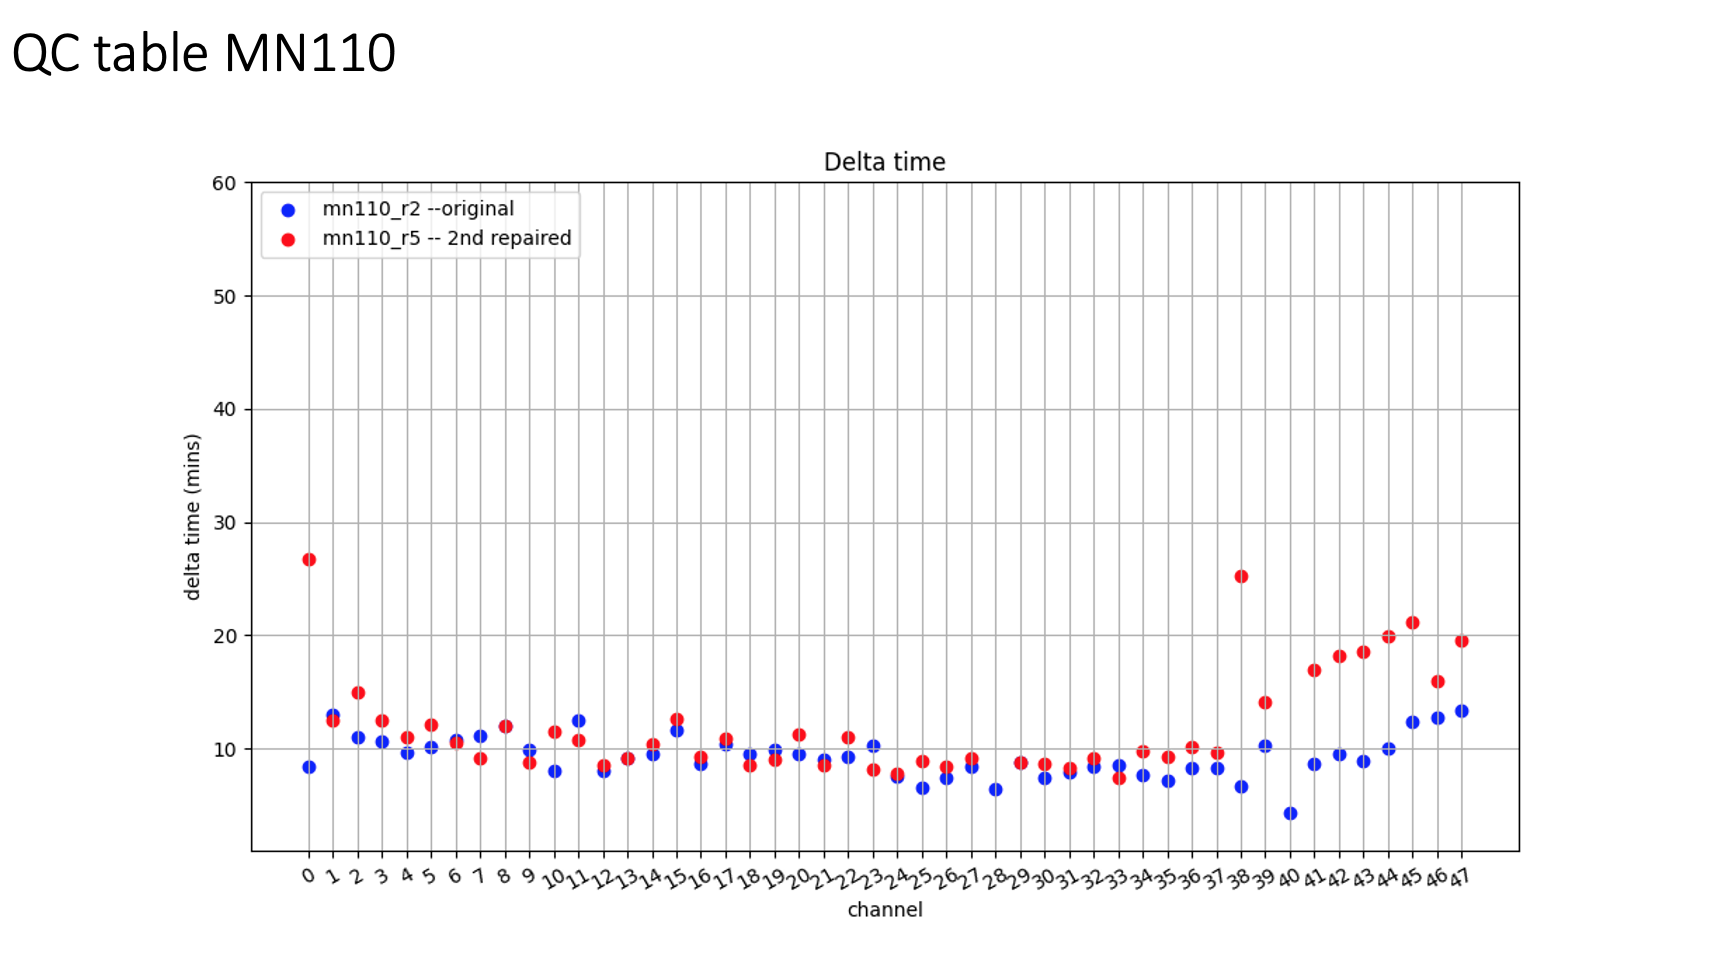 QC table MN110
Delta time
60
mn110_r2 --original
mn110_r5 -- 2nd repaired
50
40
30
20
10
delta time (mins)
0 1 2 3 4 5 6 7 8 9 10 11 12 13 14 15 16 17 18 19 20 21 22 23 24 25 26 27 28 29 30 31 32 33 34 35 36 37 38 39 40 41 42 43 44 45 46 47
channel